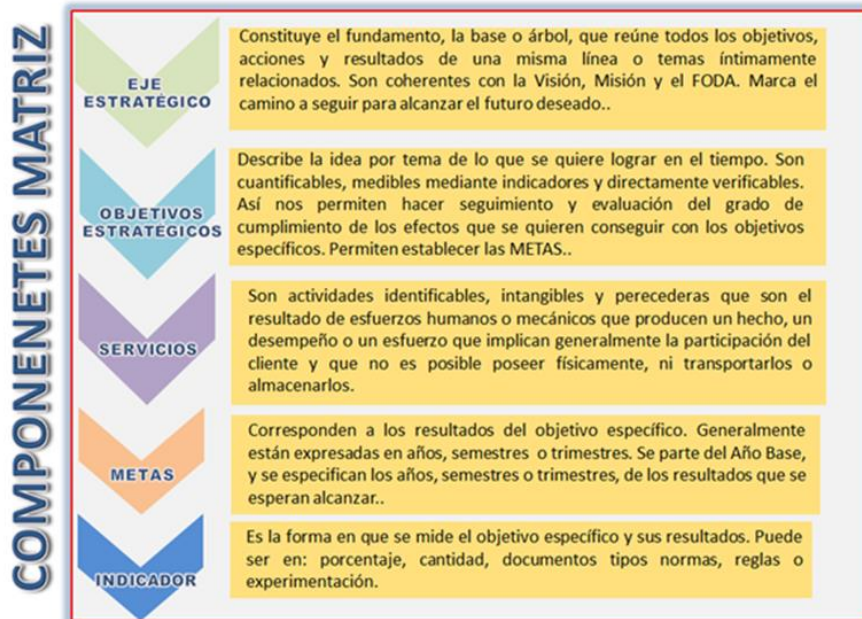 COMPONENETES MATRIZ
EJE
ESTRATÉGICO
Constituye el fundamento, la base o árbol, que reúne todos los objetivos,
acciones y resultados de una misma línea o temas íntimamente
relacionados. Son coherentes con la Visión, Misión y el FODA. Marca el
camino a seguir para alcanzar el futuro deseado..
OBJETIVOS
ESTRATÉGICOS
Describe la idea por tema de lo que se quiere lograr en el tiempo. Son
cuantificables, medibles mediante indicadores y directamente verificables.
Así nos permiten hacer seguimiento y evaluación del grado de
cumplimiento de los efectos que se quieren conseguir con los objetivos
específicos. Permiten establecer las METAS..
SERVICIOS
Son actividades identificables, intangibles y perecederas que son el
resultado de esfuerzos humanos o mecánicos que producen un hecho, un
desempeño o un esfuerzo que implican generalmente la participación del
cliente y que no es posible poseer físicamente, ni transportarlos o
almacenarlos.
METAS
Corresponden a los resultados del objetivo específico. Generalmente
están expresadas en años, semestres o trimestres. Se parte del Año Base,
y se especifican los años, semestres o trimestres, de los resultados que se
esperan alcanzar..
INDICADOR
Es la forma en que se mide el objetivo específico y sus resultados. Puede
ser en: porcentaje, cantidad, documentos tipos normas, reglas o
experimentación.